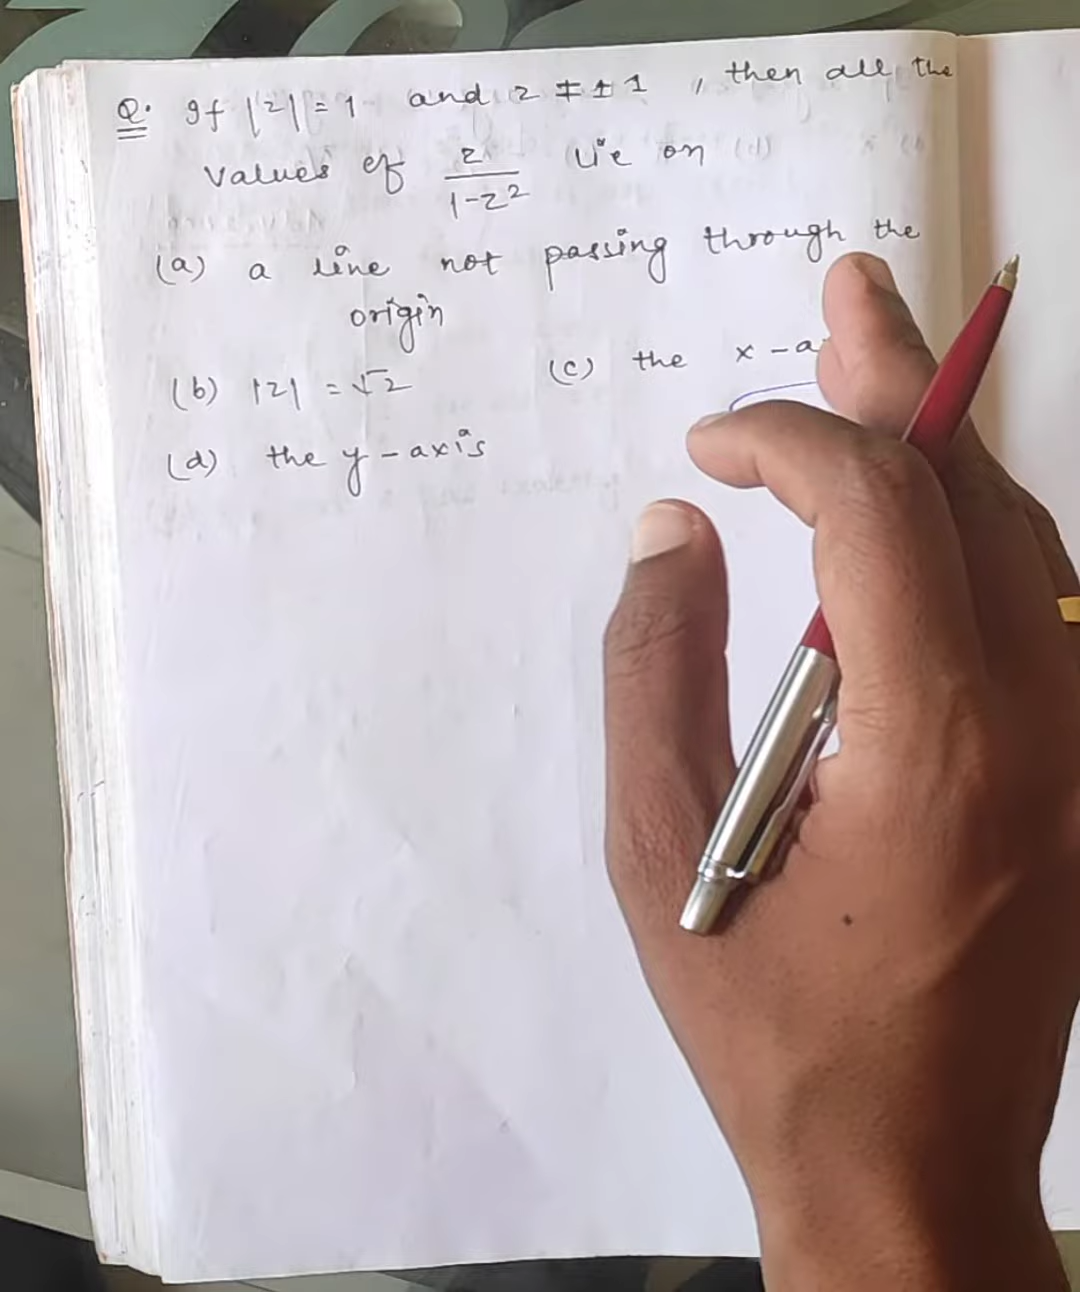 Q. If |z| = 1 and z ≠ ± 1, then all the
values of z/(1-z²) lie on
(a) a line not passing through the
origin
(b) |z| = √2 (c) the x-a
(d) the y-axis